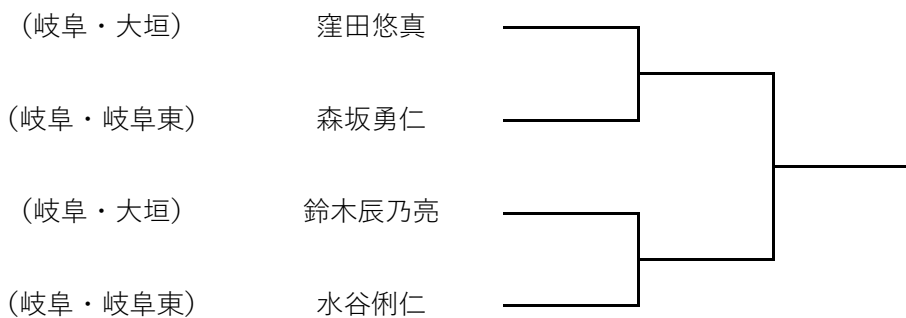 (岐阜・大垣) 窪田悠真
(岐阜・岐阜東) 森坂勇仁
(岐阜・大垣) 鈴木辰乃亮
(岐阜・岐阜東) 水谷俐仁